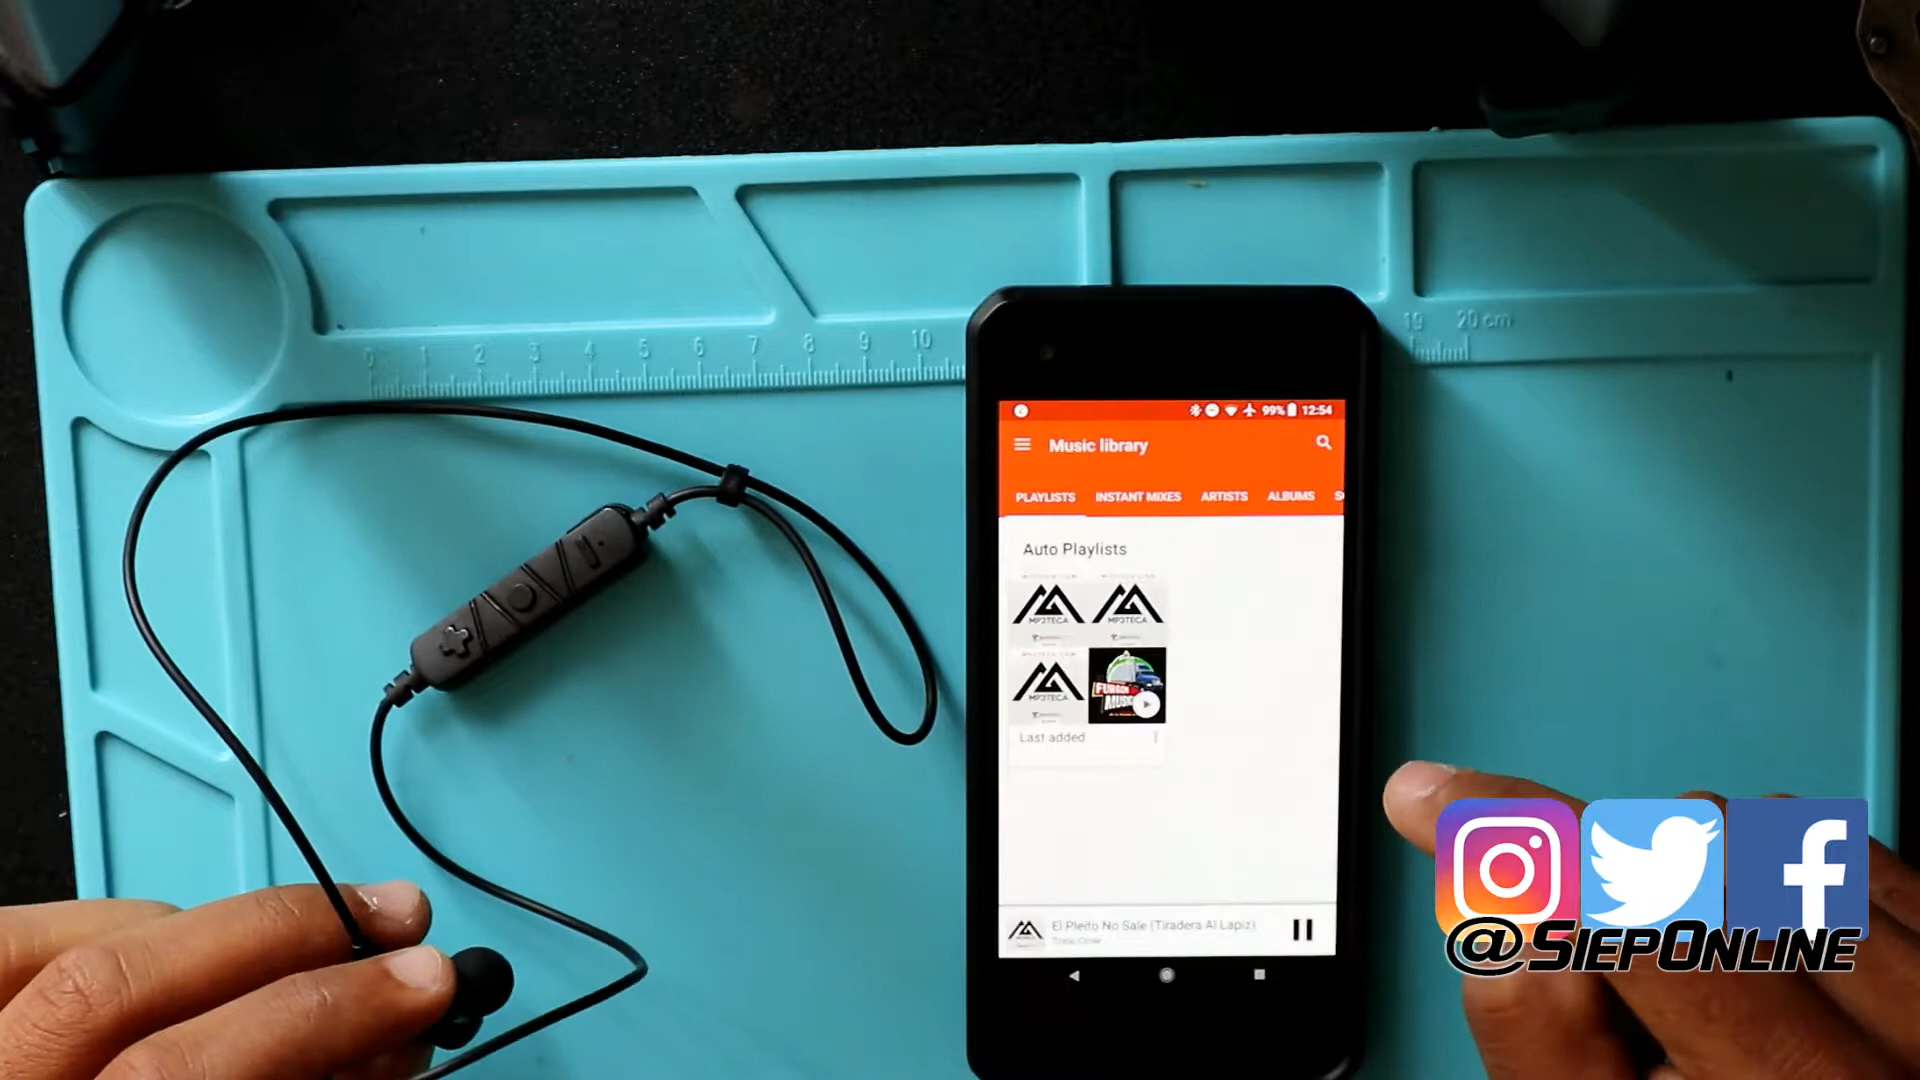 0 1 2 3 4 5 6 7 8 9 10 19 20 cm
99% 12:54
Music library
PLAYLISTS INSTANT MIXES ARTISTS ALBUMS
Auto Playlists
MP3TECA MP3TECA
MP3TECA
Last added
El Pleito No Sale (Tiradera Al Lapiz)
@SiepOnline